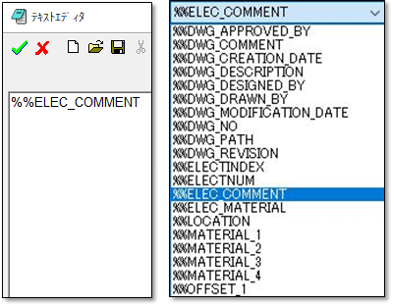 テキストエディタ
%%ELEC_COMMENT
%%ELEC_COMMENT
%%DWG_APPROVED_BY
%%DWG_COMMENT
%%DWG_CREATION_DATE
%%DWG_DESCRIPTION
%%DWG_DESIGNED_BY
%%DWG_DRAWN_BY
%%DWG_MODIFICATION_DATE
%%DWG_NO
%%DWG_PATH
%%DWG_REVISION
%%ELECTINDEX
%%ELECTNUM
%%ELEC_COMMENT
%%ELEC_MATERIAL
%%LOCATION
%%MATERIAL_1
%%MATERIAL_2
%%MATERIAL_3
%%MATERIAL_4
%%OFFSET_1